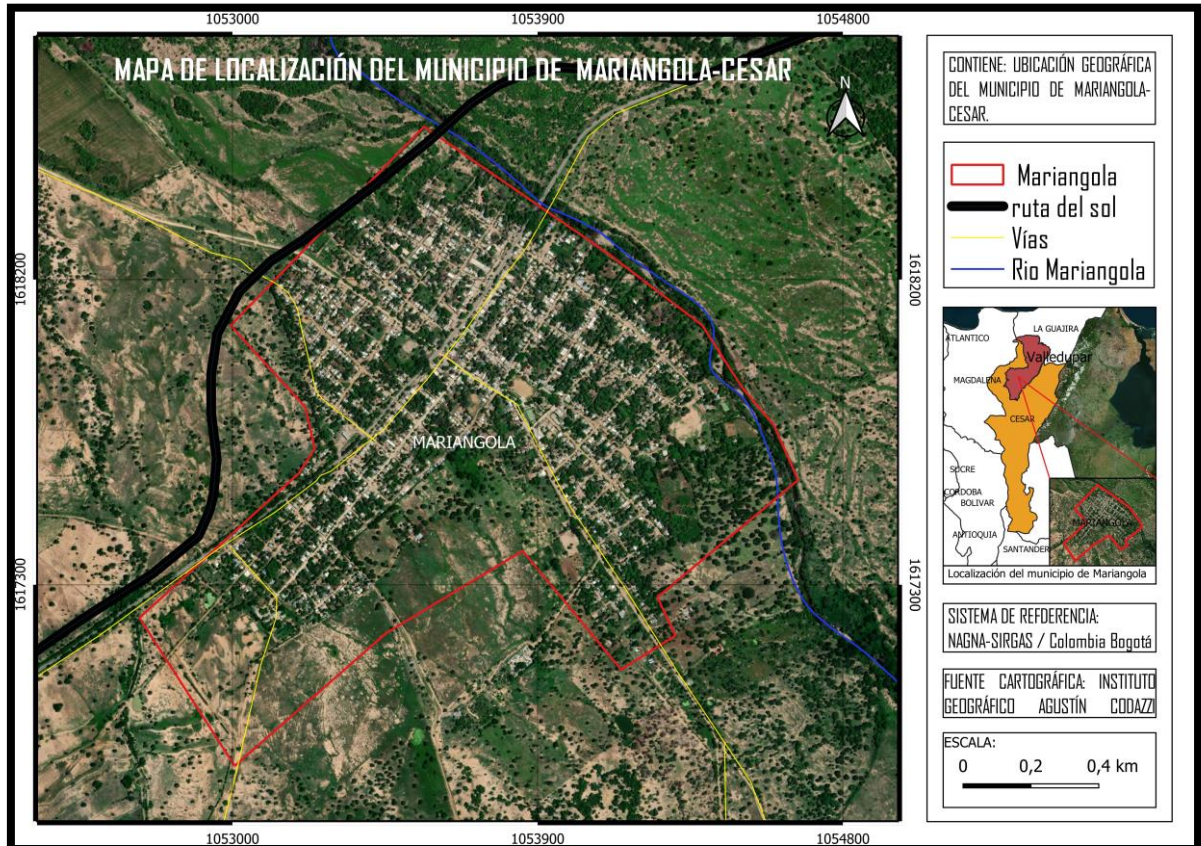 1053000 1053900 1054800
MAPA DE LOCALIZACIÓN DEL MUNICIPIO DE MARIANGOLA-CESAR
N
1618200 1618200
MARIANGOLA
1617300 1617300
1053000 1053900 1054800
CONTIENE: UBICACIÓN GEOGRÁFICA
DEL MUNICIPIO DE MARIANGOLA-
CESAR.
Mariangola
ruta del sol
Vías
Rio Mariangola
ATLANTICO
LA GUAJIRA
Valledupar
MAGDALENA
CESAR
SUCRE
CORDOBA
BOLIVAR
MARIANGOLA
ANTIOQUIA
SANTANDER
Localización del municipio de Mariangola
SISTEMA DE REFDERENCIA:
NAGNA-SIRGAS / Colombia Bogotá
FUENTE CARTOGRÁFICA: INSTITUTO
GEOGRÁFICO AGUSTÍN CODAZZI
ESCALA:
0 0,2 0,4 km